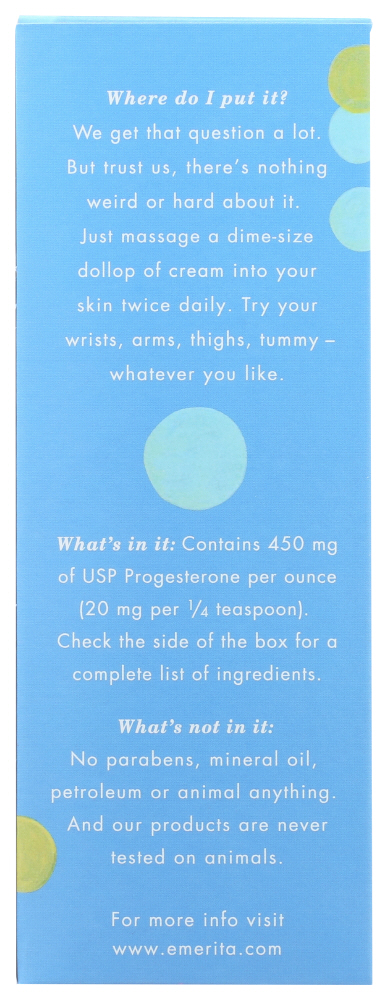 Where do I put it?
We get that question a lot.
But trust us, there's nothing
weird or hard about it.
Just massage a dime-size
dollop of cream into your
skin twice daily. Try your
wrists, arms, thighs, tummy –
whatever you like.
What's in it: Contains 450 mg
of USP Progesterone per ounce
(20 mg per ¼ teaspoon).
Check the side of the box for a
complete list of ingredients.
What's not in it:
No parabens, mineral oil,
petroleum or animal anything.
And our products are never
tested on animals.
For more info visit
www.emerita.com